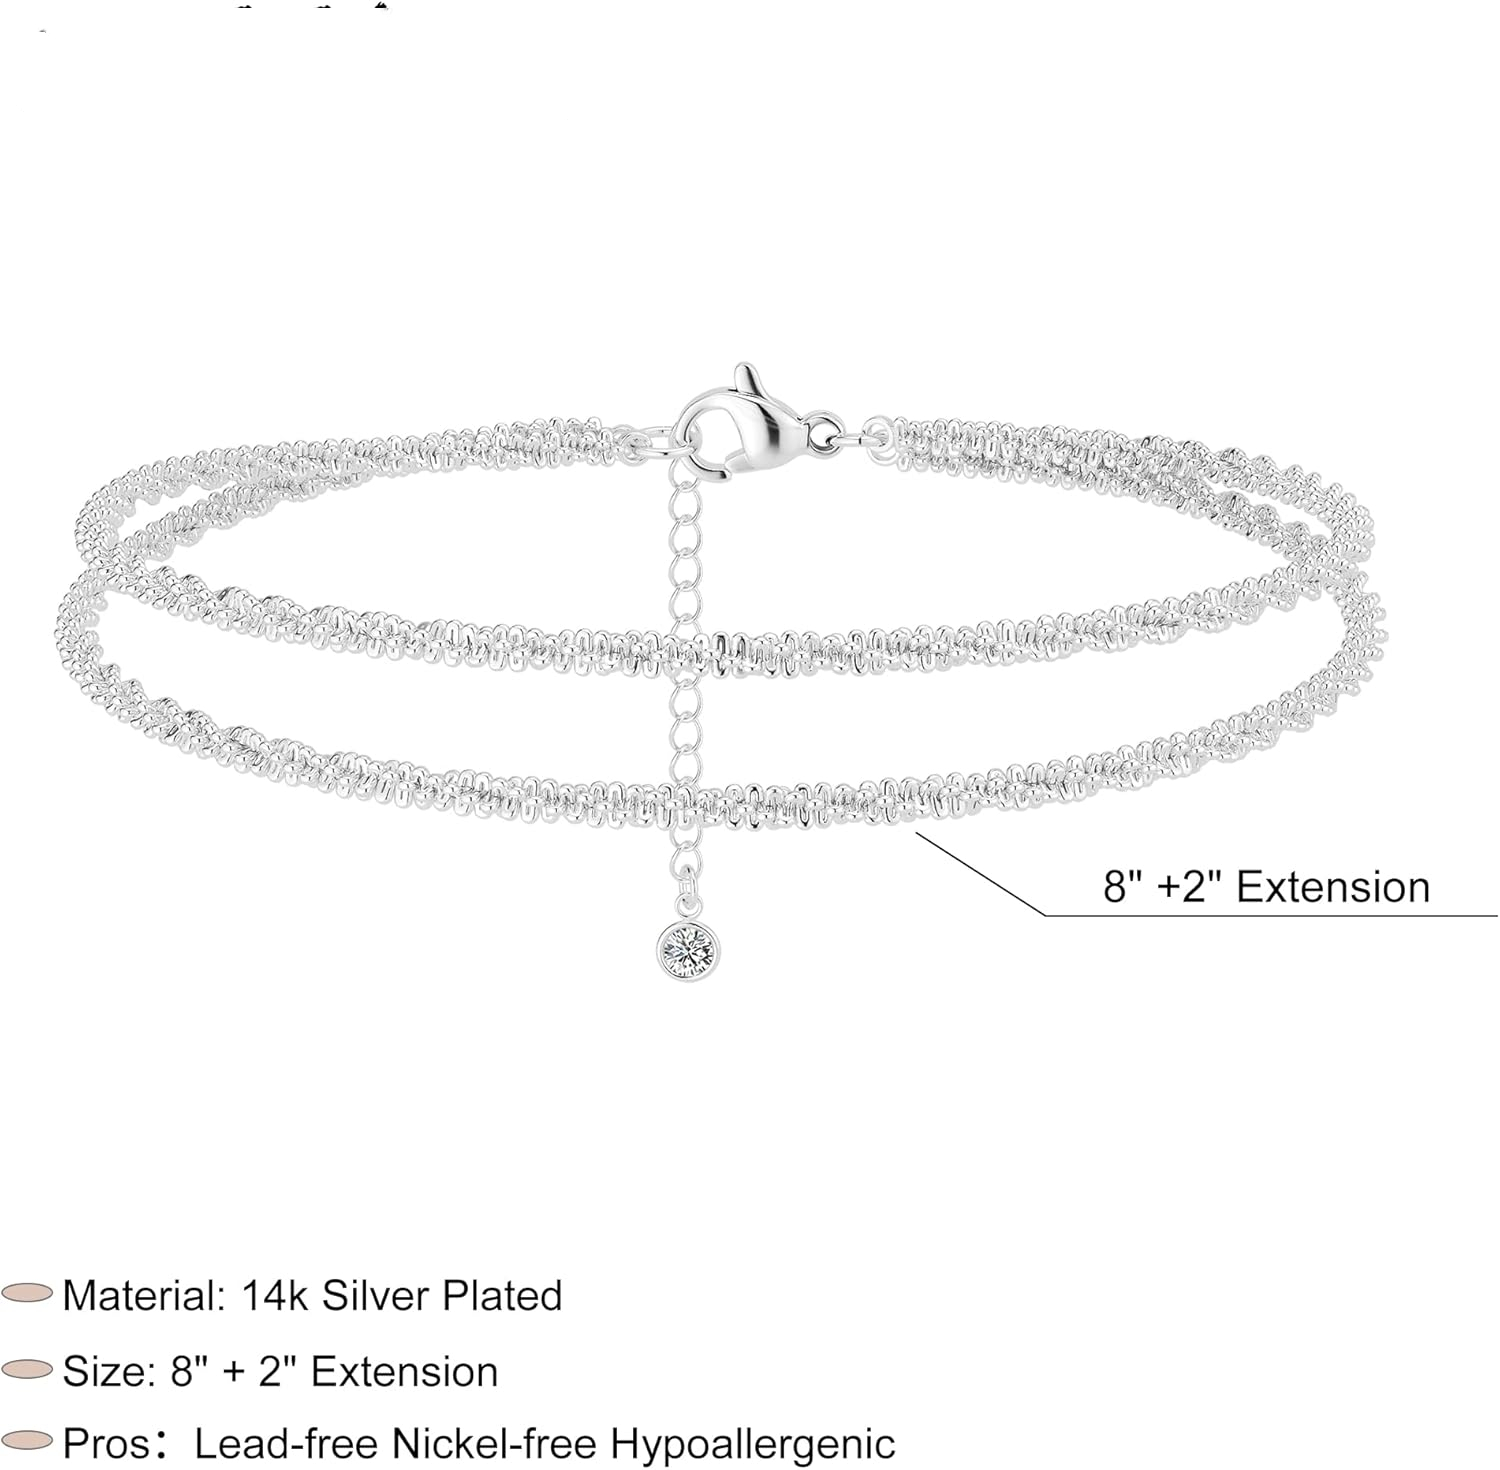 8" +2" Extension
Material: 14k Silver Plated
Size: 8" + 2" Extension
Pros：Lead-free Nickel-free Hypoallergenic